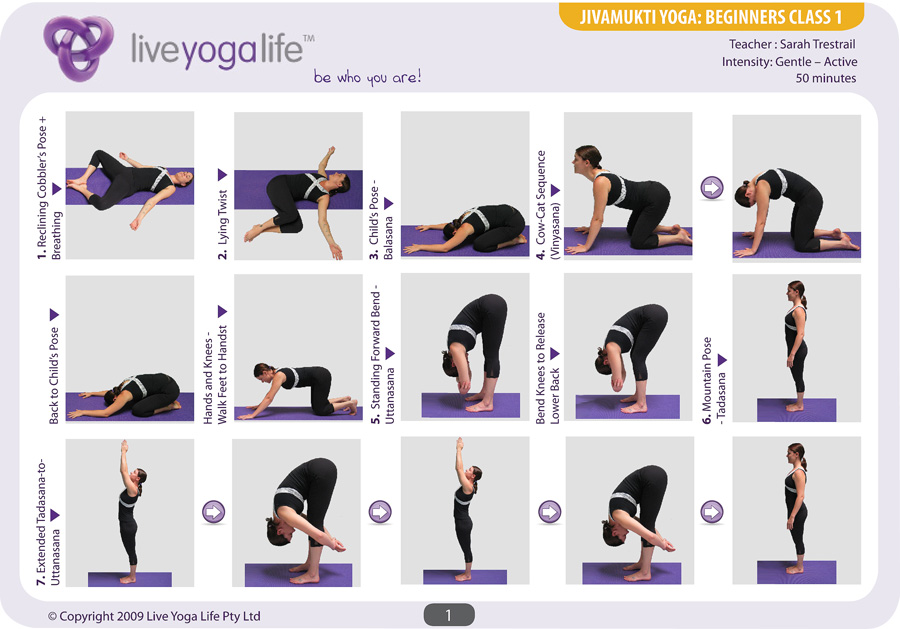 JIVAMUKTI YOGA: BEGINNERS CLASS 1
liveyogalife™
be who you are!
Teacher : Sarah Trestrail
Intensity: Gentle – Active
50 minutes
1. Reclining Cobbler's Pose +
Breathing
2. Lying Twist
3. Child's Pose -
Balasana
4. Cow-Cat Sequence
(Vinyasana)
Back to Child's Pose
Hands and Knees -
Walk Feet to Handst
5. Standing Forward Bend -
Uttanasana
Bend Knees to Release
Lower Back
6. Mountain Pose
- Tadasana
7. Extended Tadasana-to-
Uttanasana
© Copyright 2009 Live Yoga Life Pty Ltd
1